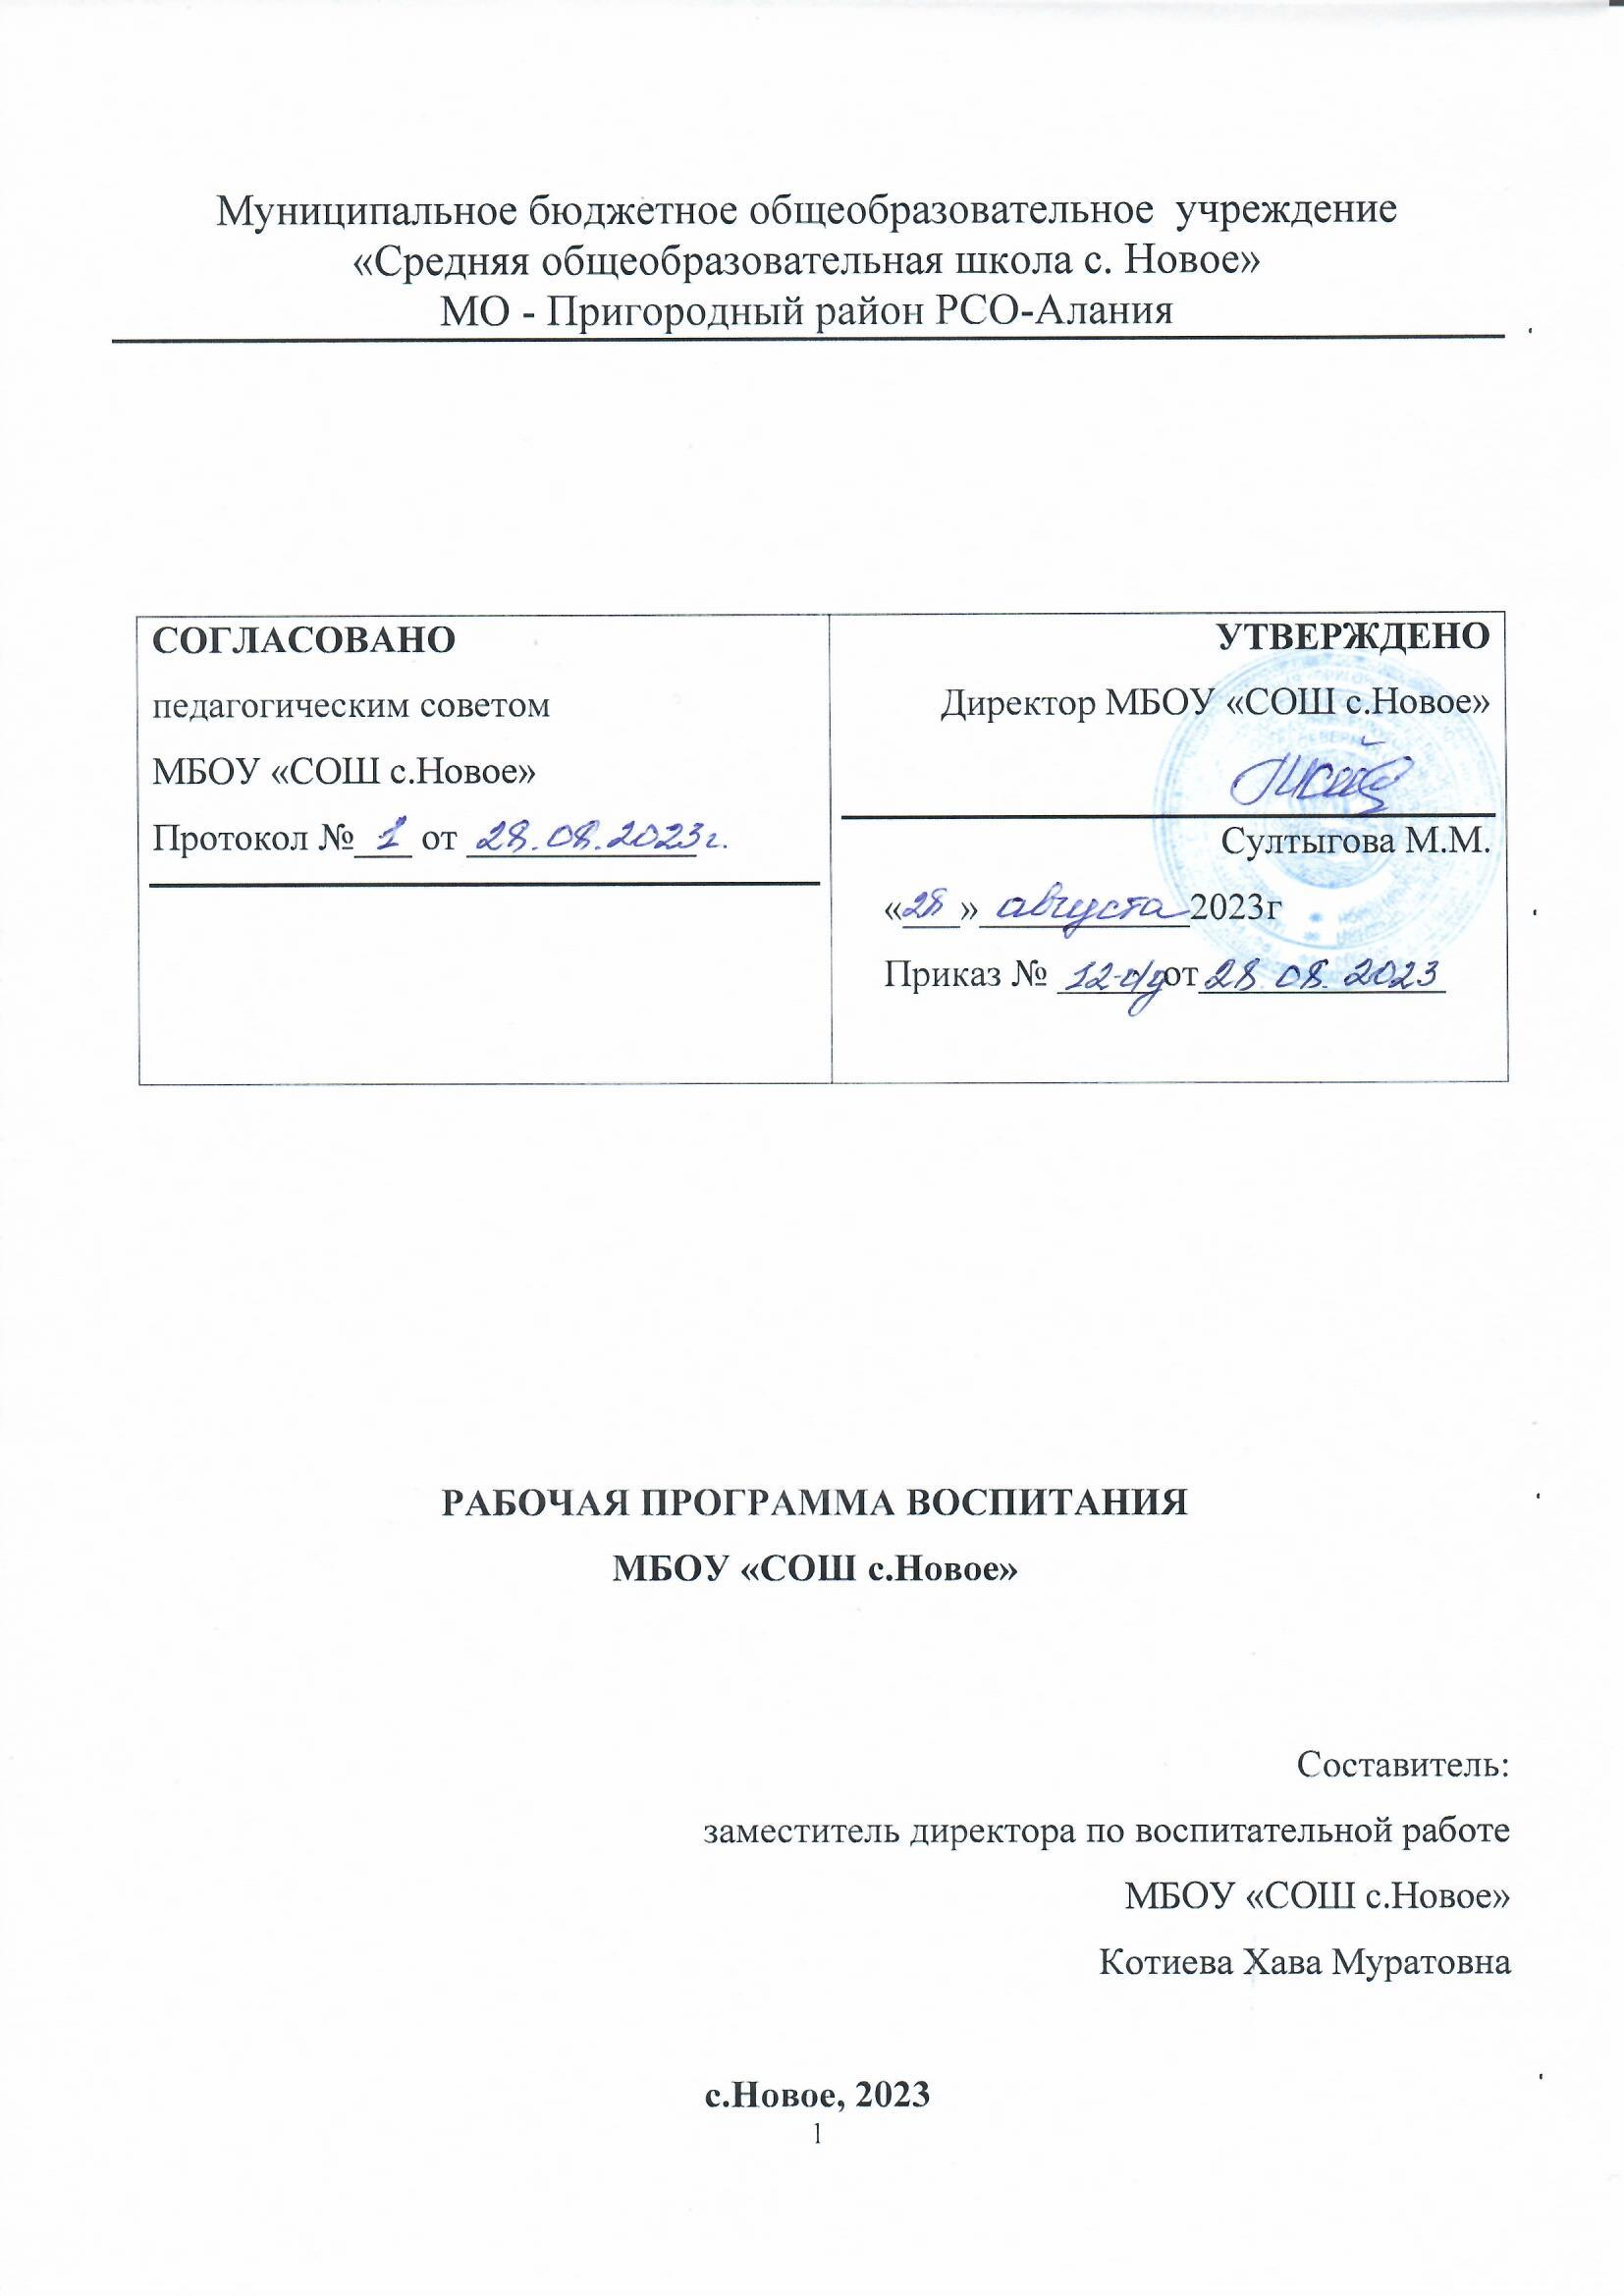 Муниципальное бюджетное общеобразовательное учреждение
«Средняя общеобразовательная школа с. Новое»
МО - Пригородный район РСО-Алания
СОГЛАСОВАНО
педагогическим советом
МБОУ «СОШ с.Новое»
Протокол № 1 от 28.08.2023г.
УТВЕРЖДЕНО
Директор МБОУ «СОШ с.Новое»
Султыгова М.М.
«28» августа 2023г
Приказ № 12-о/д от 28.08.2023
РАБОЧАЯ ПРОГРАММА ВОСПИТАНИЯ
МБОУ «СОШ с.Новое»
Составитель:
заместитель директора по воспитательной работе
МБОУ «СОШ с.Новое»
Котиева Хава Муратовна
с.Новое, 2023
1